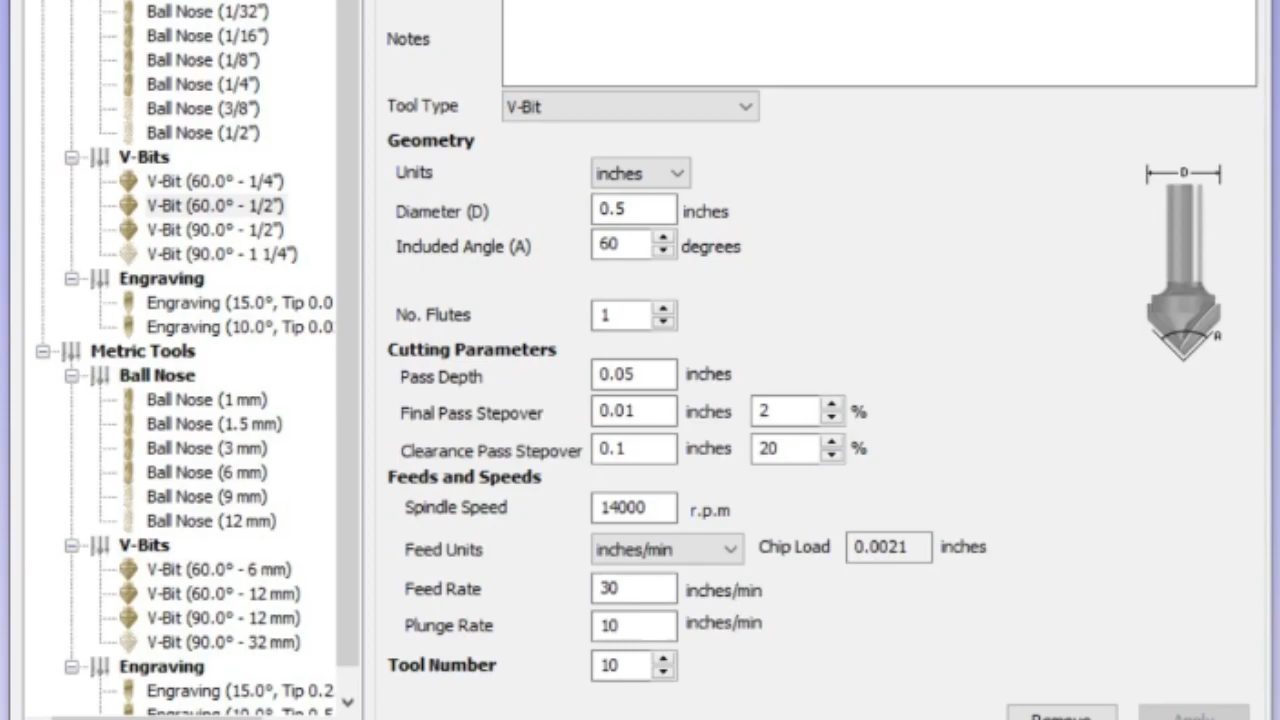 Ball Nose (1/32")
Ball Nose (1/16")
Ball Nose (1/8")
Ball Nose (1/4")
Ball Nose (3/8")
Ball Nose (1/2")
V-Bits
V-Bit (60.0° - 1/4")
V-Bit (60.0° - 1/2")
V-Bit (90.0° - 1/2")
V-Bit (90.0° - 1 1/4")
Engraving
Engraving (15.0°, Tip 0.0
Engraving (10.0°, Tip 0.0
Metric Tools
Ball Nose
Ball Nose (1 mm)
Ball Nose (1.5 mm)
Ball Nose (3 mm)
Ball Nose (6 mm)
Ball Nose (9 mm)
Ball Nose (12 mm)
V-Bits
V-Bit (60.0° - 6 mm)
V-Bit (60.0° - 12 mm)
V-Bit (90.0° - 12 mm)
V-Bit (90.0° - 32 mm)
Engraving
Engraving (15.0°, Tip 0.2
Engraving (10.0°, Tip 0.5
Notes
Tool Type V-Bit
Geometry
Units inches
Diameter (D) 0.5 inches
Included Angle (A) 60 degrees
No. Flutes 1
D
A
Cutting Parameters
Pass Depth 0.05 inches
Final Pass Stepover 0.01 inches 2 %
Clearance Pass Stepover 0.1 inches 20 %
Feeds and Speeds
Spindle Speed 14000 r.p.m
Feed Units inches/min Chip Load 0.0021 inches
Feed Rate 30 inches/min
Plunge Rate 10 inches/min
Tool Number 10
Remove Apply